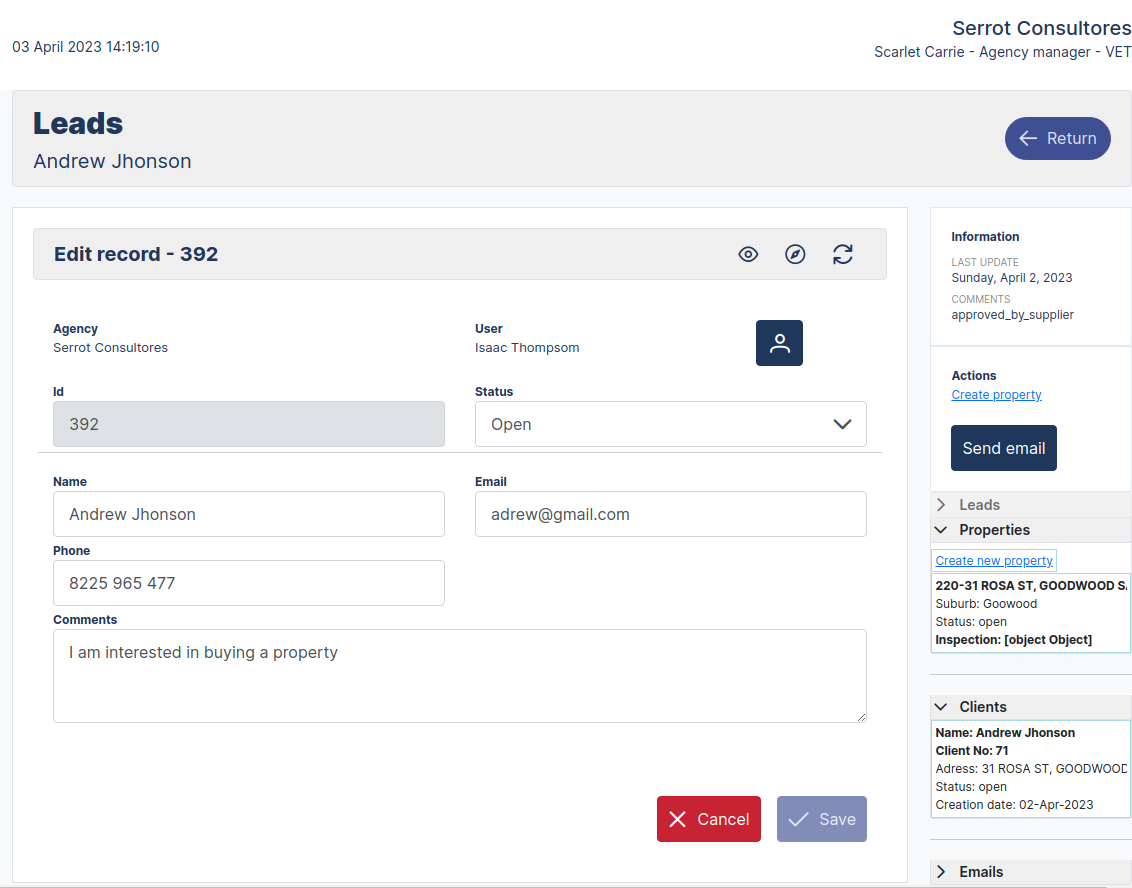 Serrot Consultores
03 April 2023 14:19:10
Scarlet Carrie - Agency manager - VET
Leads
Andrew Jhonson
Return
Edit record - 392
Agency
Serrot Consultores
User
Isaac Thompsom
Id
392
Status
Open
Name
Andrew Jhonson
Email
adrew@gmail.com
Phone
8225 965 477
Comments
I am interested in buying a property
Cancel
Save
Information
LAST UPDATE
Sunday, April 2, 2023
COMMENTS
approved_by_supplier
Actions
Create property
Send email
Leads
Properties
Create new property
220-31 ROSA ST, GOODWOOD
Suburb: Goowood
Status: open
Inspection: [object Object]
Clients
Name: Andrew Jhonson
Client No: 71
Adress: 31 ROSA ST, GOODWOOD
Status: open
Creation date: 02-Apr-2023
Emails